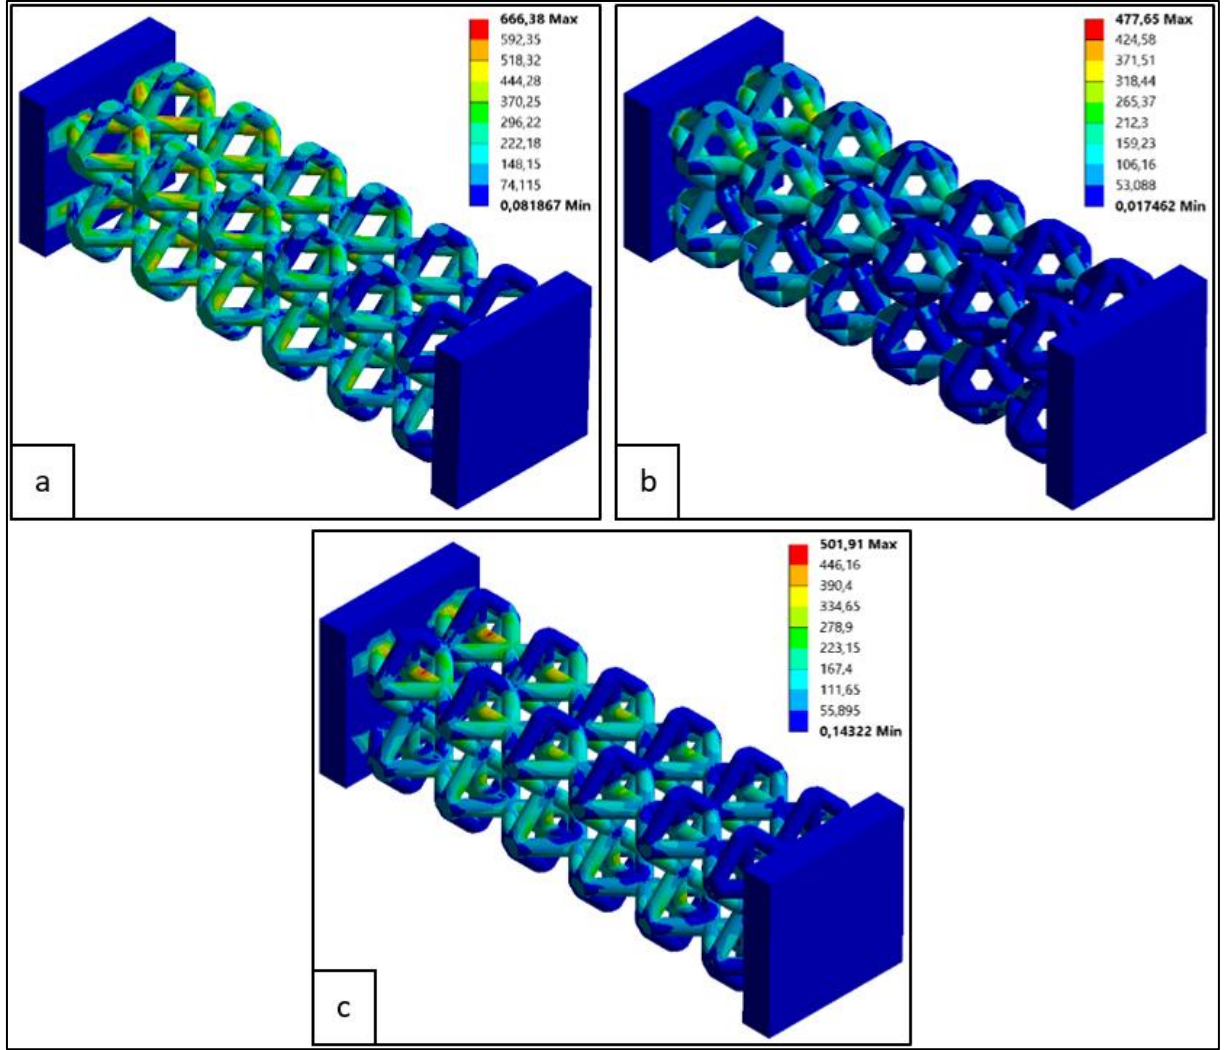 666,38 Max
592,35
518,32
444,28
370,25
296,22
222,18
148,15
74,115
0,081867 Min
a
477,65 Max
424,58
371,51
318,44
265,37
212,3
159,23
106,16
53,088
0,017462 Min
b
501,91 Max
446,16
390,4
334,65
278,9
223,15
167,4
111,65
55,895
0,14322 Min
c